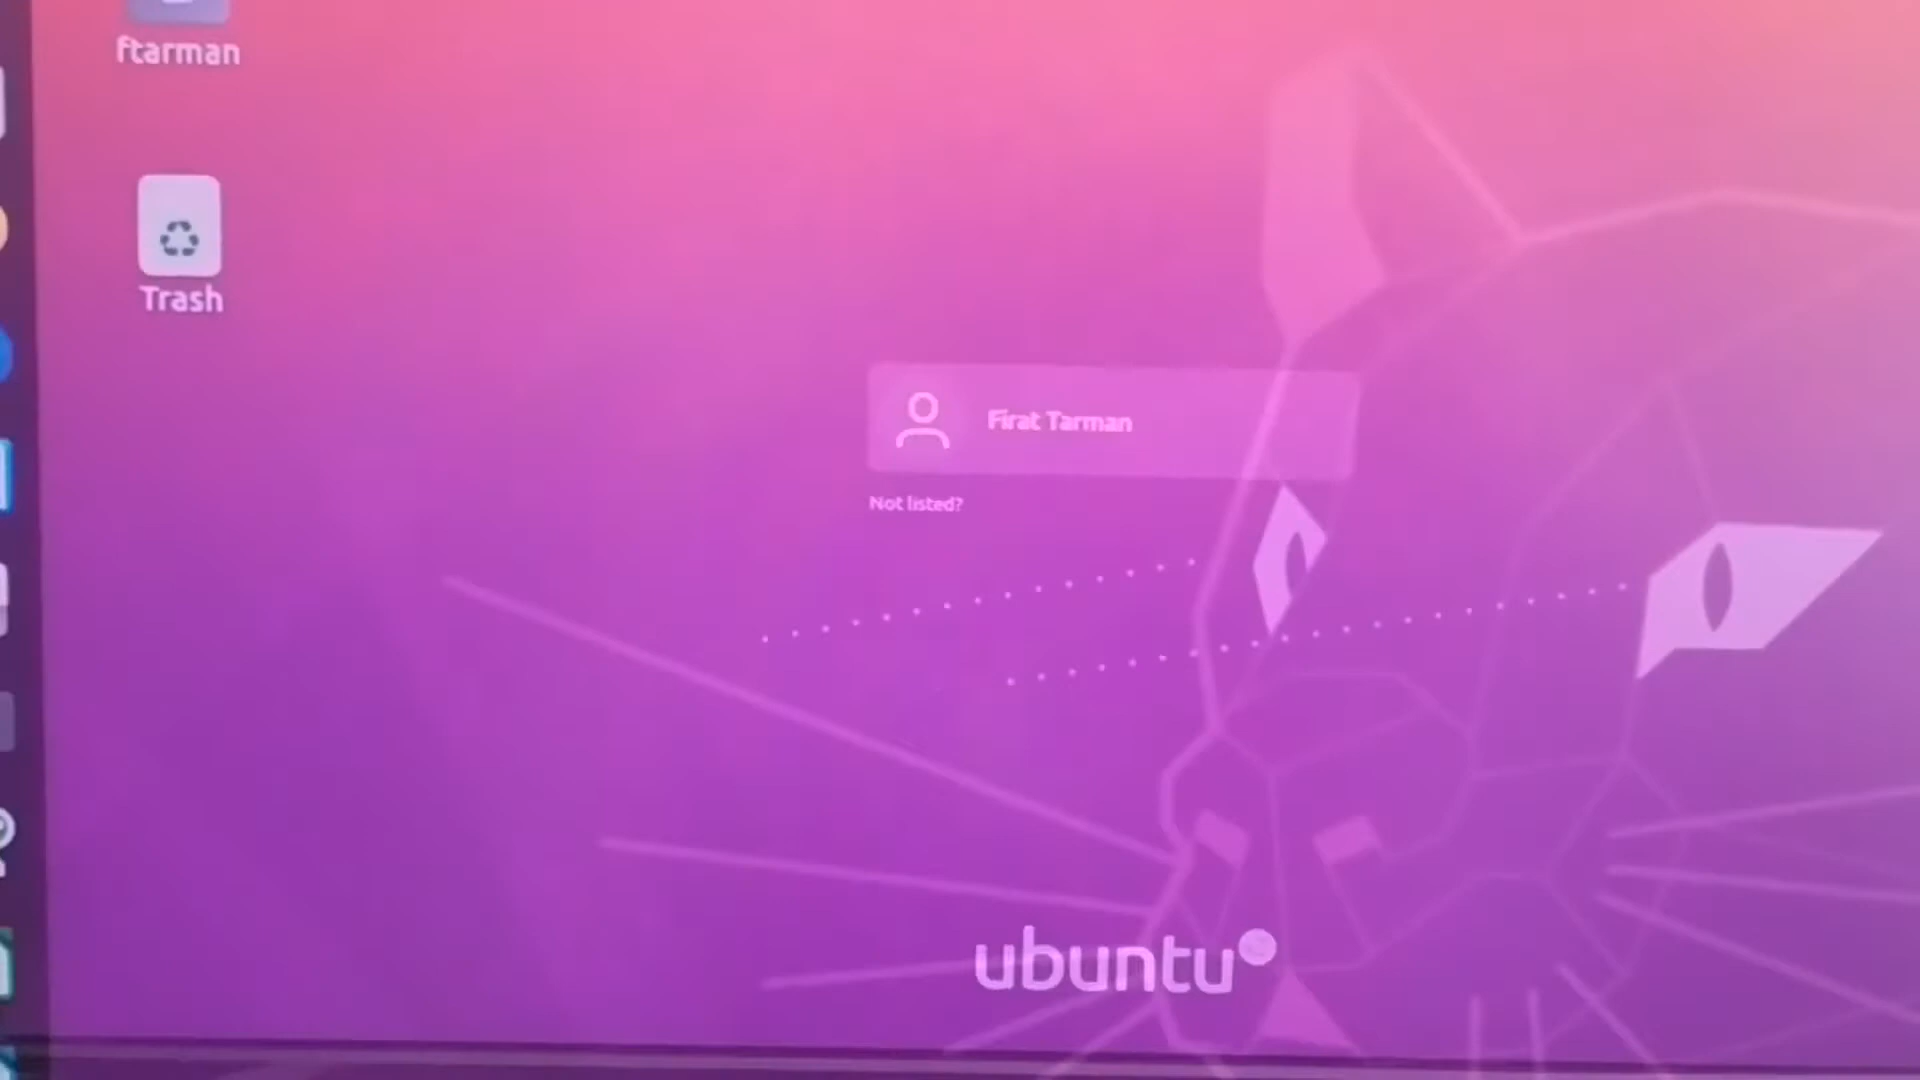 ftarman
Trash
Firat Tarman
Not listed?
ubuntu